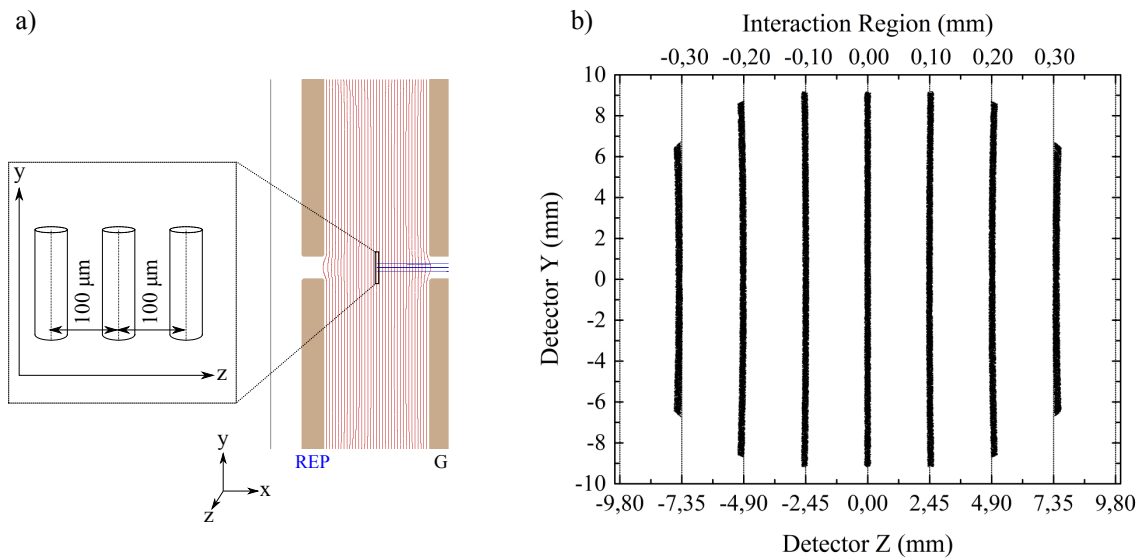 a)
y
100 µm
100 µm
z
y
x
z
REP
G
b)
Interaction Region (mm)
-0,30 -0,20 -0,10 0,00 0,10 0,20 0,30
Detector Y (mm)
10
8
6
4
2
0
-2
-4
-6
-8
-10
-9,80 -7,35 -4,90 -2,45 0,00 2,45 4,90 7,35 9,80
Detector Z (mm)